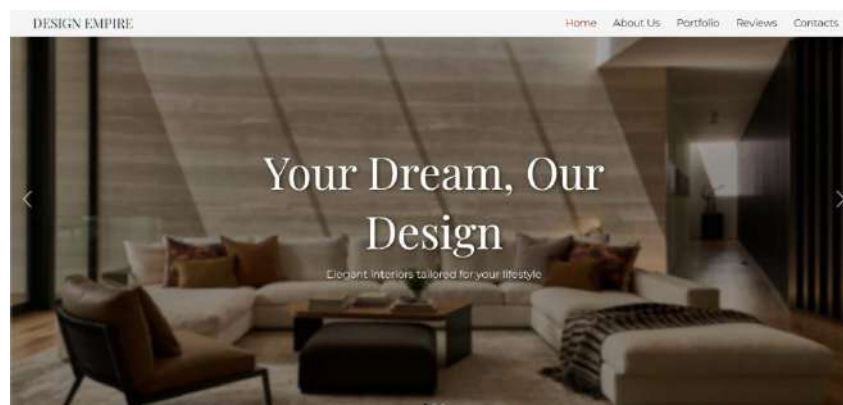 DESIGN EMPIRE
Home About Us Portfolio Reviews Contacts
Your Dream, Our
Design
Elegant interiors tailored for your lifestyle